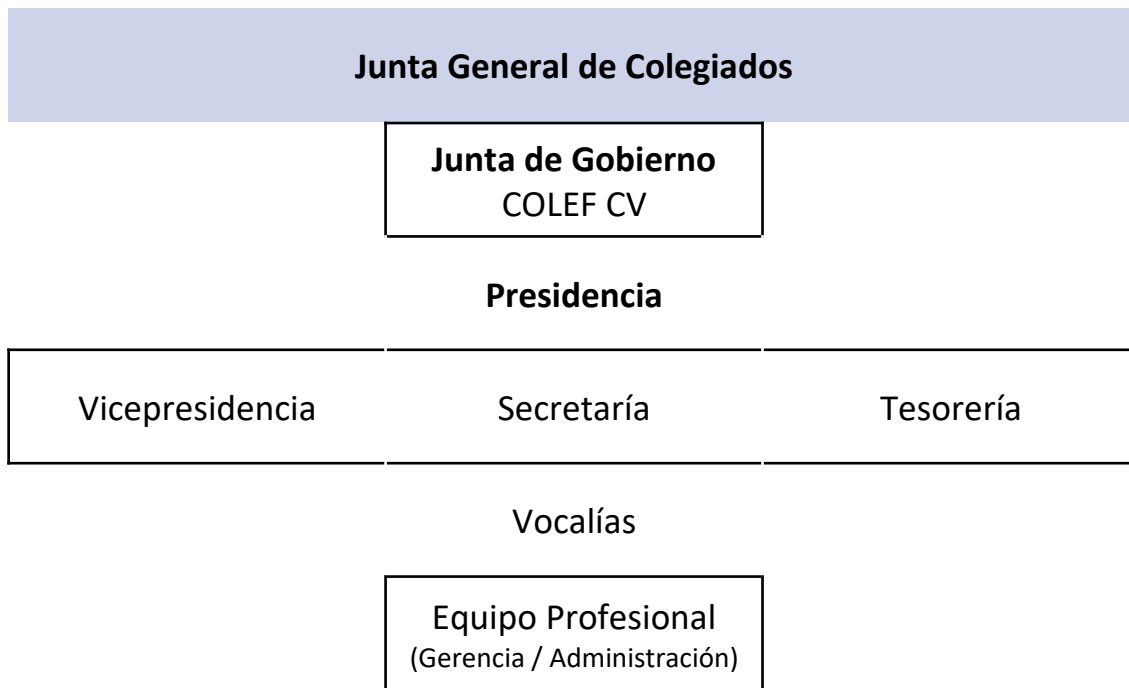 Junta General de Colegiados
Junta de Gobierno
COLEF CV
Presidencia
Vicepresidencia Secretaría Tesorería
Vocalías
Equipo Profesional
(Gerencia / Administración)